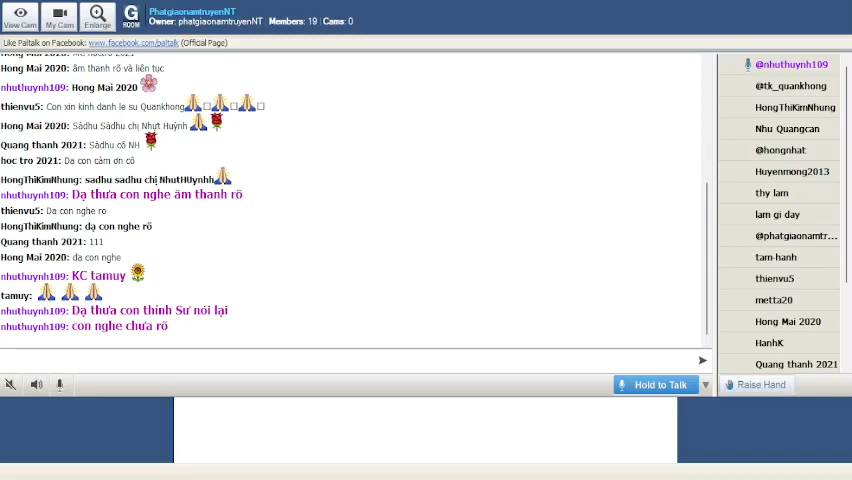 View Cam
My Cam
Enlarge
G
ROOM
PhatgiaonamtruyenNT
Owner: phatgiaonamtruyenNT Members: 19 Cams: 0
Like Paltalk on Facebook: www.facebook.com/paltalk (Official Page)
Hong Mai 2020: âm thanh rõ và liên tục
nhuthuynh109: Hong Mai 2020
thienvu5: Con xin kinh danh le su Quankhong
Hong Mai 2020: Sàdhu Sàdhu chị Nhựt Huỳnh
Quang thanh 2021: Sàdhu cô NH
hoc tro 2021: Dạ con cảm ơn cô
HongThiKimNhung: sadhu sadhu chị NhutHUynhh
nhuthuynh109: Dạ thưa con nghe âm thanh rõ
thienvu5: Da con nghe ro
HongThiKimNhung: dạ con nghe rõ
Quang thanh 2021: 111
Hong Mai 2020: dạ con nghe
nhuthuynh109: KC tamuy
tamuy:
nhuthuynh109: Dạ thưa con thỉnh Sư nói lại
nhuthuynh109: con nghe chưa rõ
Hold to Talk
@nhuthuynh109
@tk_quankhong
HongThiKimNhung
Nhu Quangcan
@hongnhat
Huyenmong2013
thy lam
lam gi day
@phatgiaonamtr...
tam-hanh
thienvu5
metta20
Hong Mai 2020
HanhK
Quang thanh 2021
Raise Hand